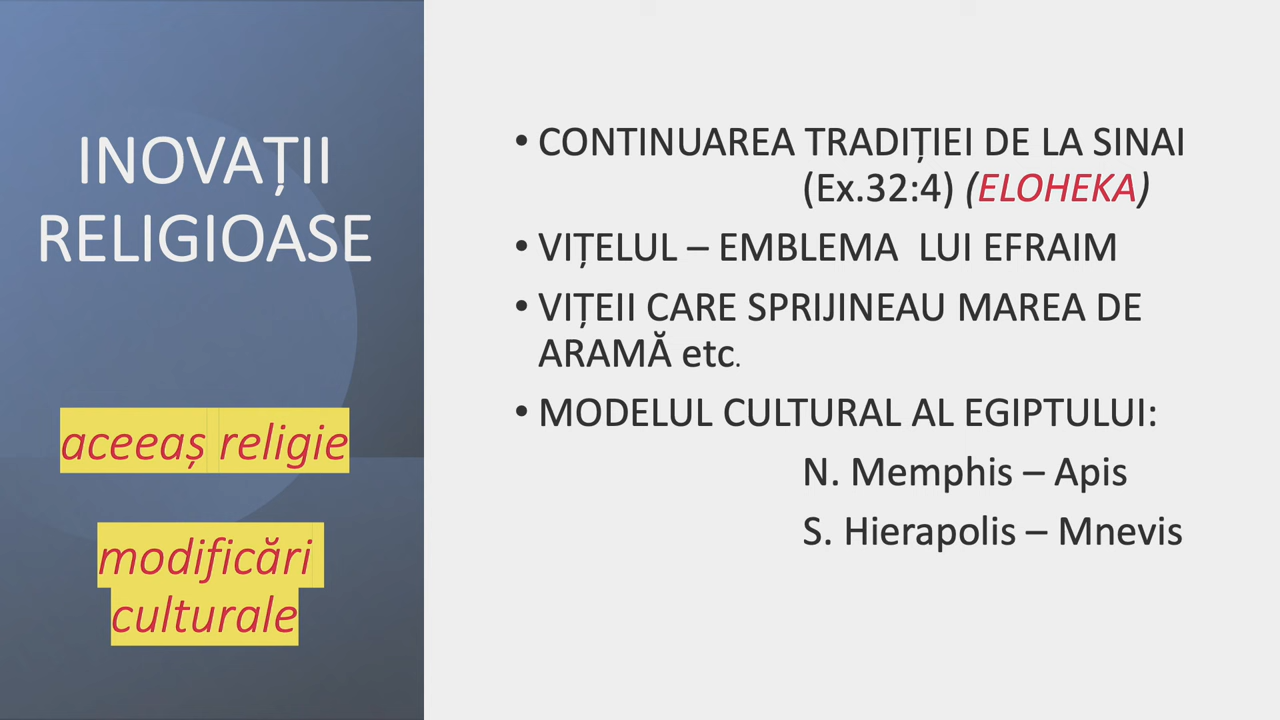 INOVAȚII
RELIGIOASE
aceeaș religie
modificări
culturale
• CONTINUAREA TRADIȚIEI DE LA SINAI
(Ex.32:4) (ELOHEKA)
• VIȚELUL – EMBLEMA LUI EFRAIM
• VIȚEII CARE SPRIJINEAU MAREA DE
ARAMĂ etc.
• MODELUL CULTURAL AL EGIPTULUI:
N. Memphis – Apis
S. Hierapolis – Mnevis